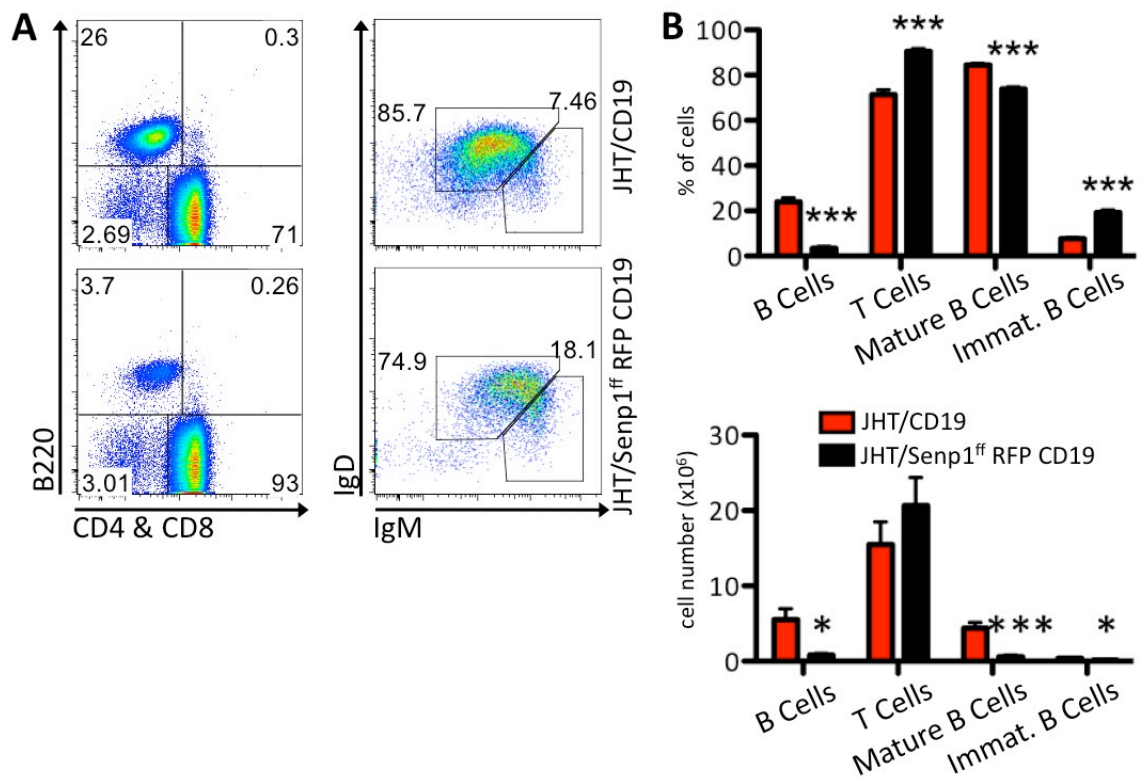 A
26 0.3
2.69 71
85.7 7.46
JHT/CD19
3.7 0.26
3.01 93
74.9 18.1
JHT/Senp1ff RFP CD19
B220
CD4 & CD8
IgD
IgM
B
100
80
60
40
20
0
% of cells
***
***
***
***
B Cells
T Cells
Mature B Cells
Immat. B Cells
JHT/CD19
JHT/Senp1ff RFP CD19
30
20
10
0
cell number (x10⁶)
*
***
*
B Cells
T Cells
Mature B Cells
Immat. B Cells